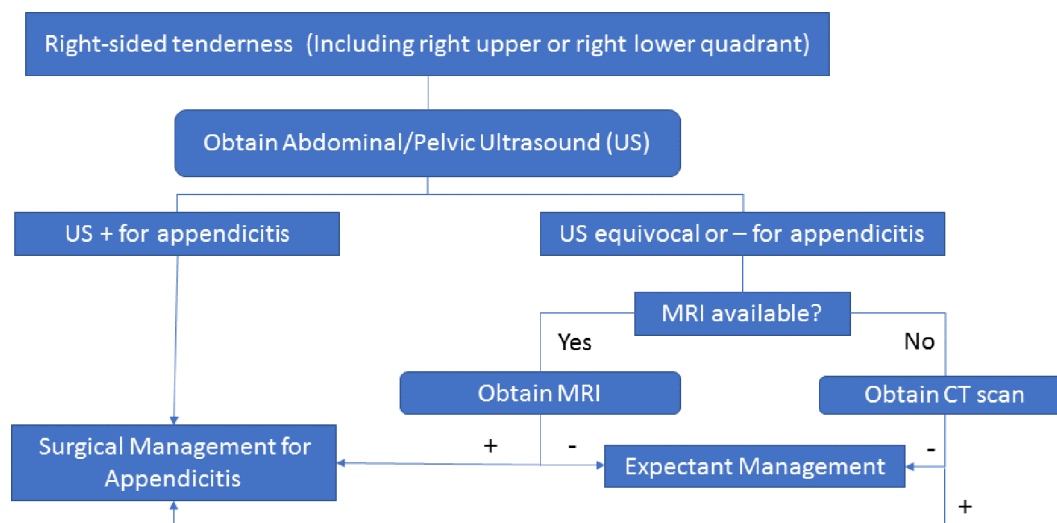 Right-sided tenderness (Including right upper or right lower quadrant)
Obtain Abdominal/Pelvic Ultrasound (US)
US + for appendicitis
US equivocal or – for appendicitis
MRI available?
Yes
No
Obtain MRI
Obtain CT scan
Surgical Management for
Appendicitis
+
-
Expectant Management
-
+